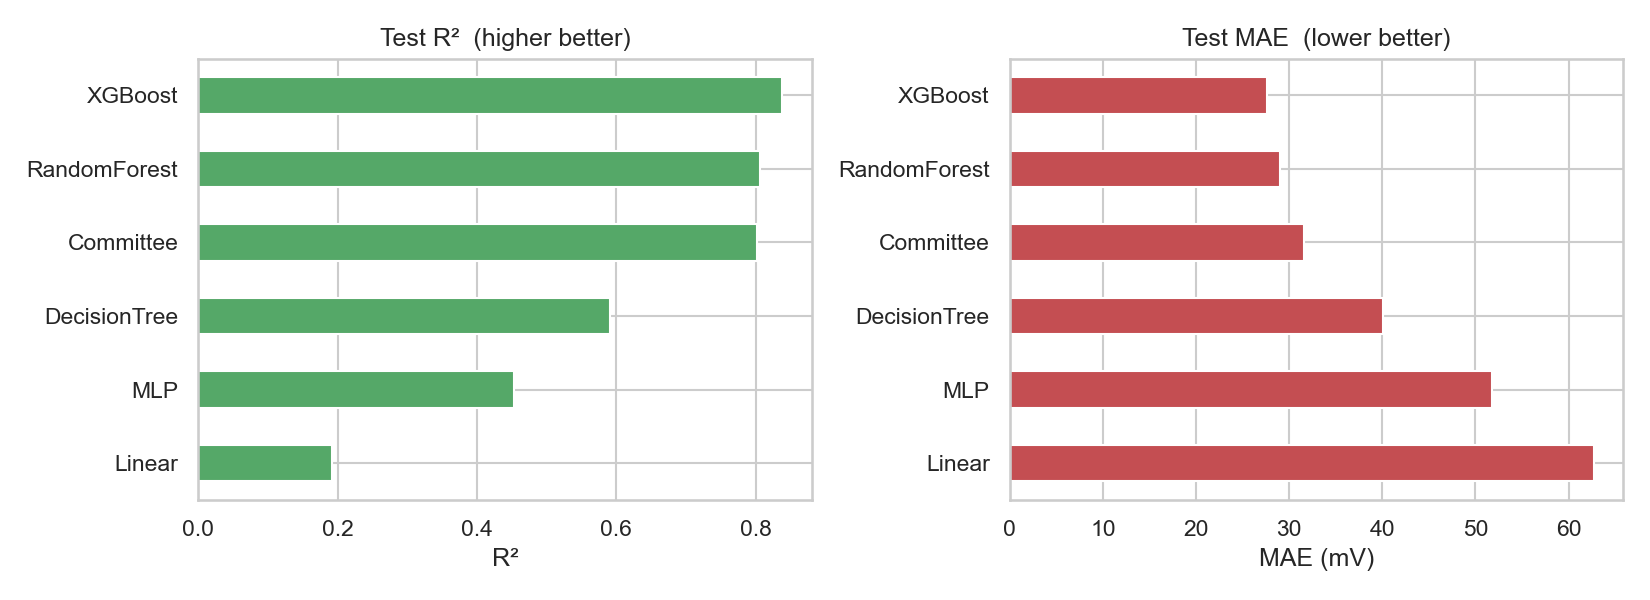 Test R² (higher better)
XGBoost
RandomForest
Committee
DecisionTree
MLP
Linear
0.0 0.2 0.4 0.6 0.8
R²
Test MAE (lower better)
XGBoost
RandomForest
Committee
DecisionTree
MLP
Linear
0 10 20 30 40 50 60
MAE (mV)